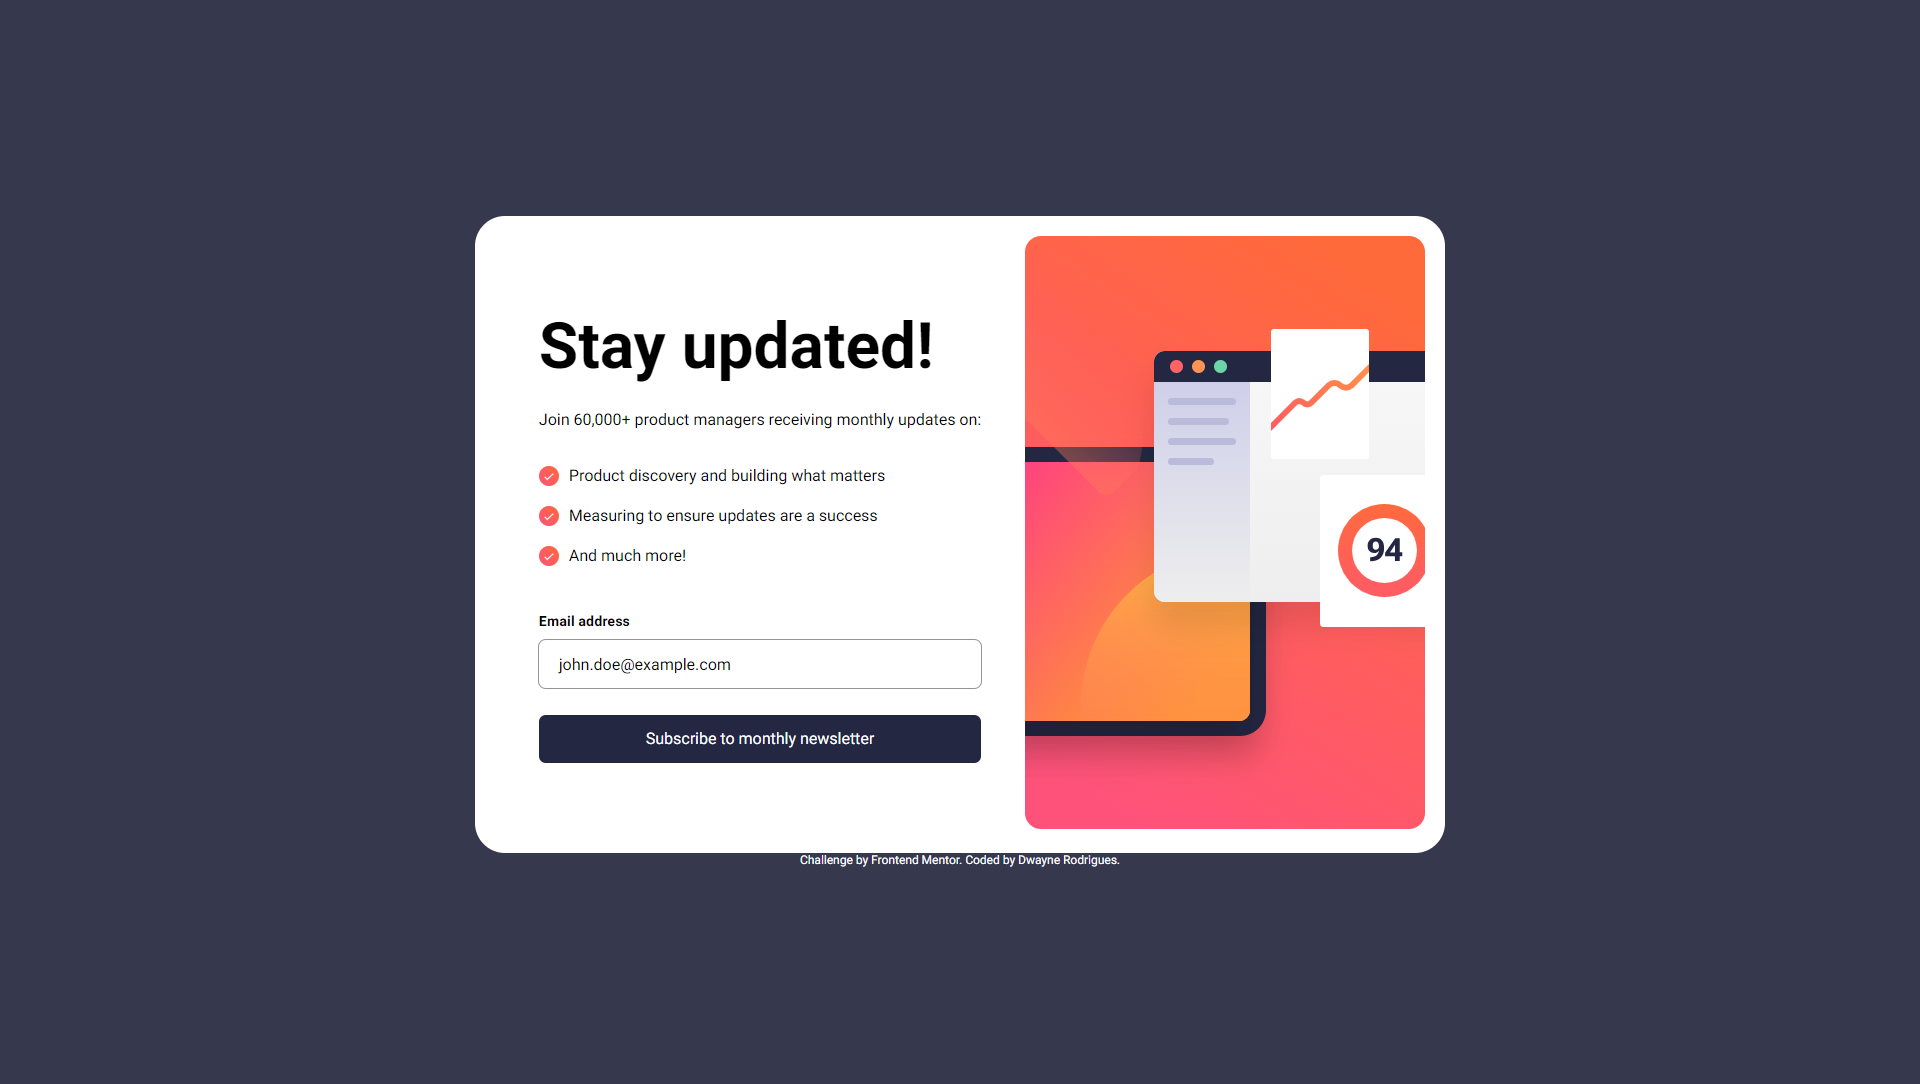 Stay updated!
Join 60,000+ product managers receiving monthly updates on:
Product discovery and building what matters
Measuring to ensure updates are a success
And much more!
Email address
john.doe@example.com
Subscribe to monthly newsletter
94
Challenge by Frontend Mentor. Coded by Dwayne Rodrigues.